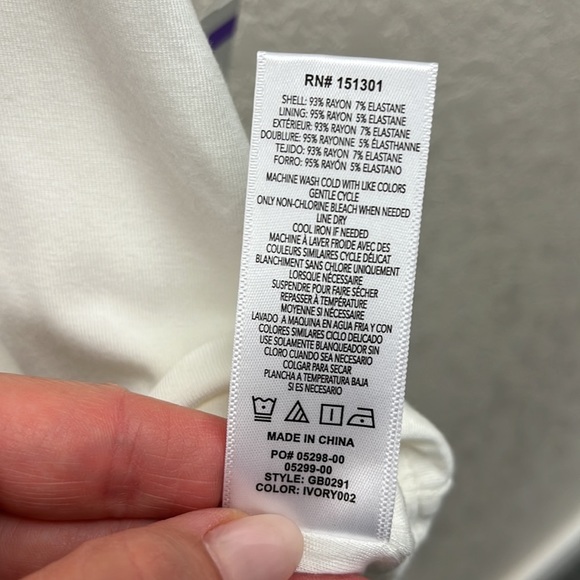 RN# 151301
SHELL: 93% RAYON 7% ELASTANE
LINING: 95% RAYON 5% ELASTANE
EXTÉRIEUR: 93% RAYON 7% ELASTANE
DOUBLURE: 95% RAYONNE 5% ÉLASTHANNE
TEJIDO: 93% RAYON 7% ELASTANE
FORRO: 95% RAYON 5% ELASTANO
MACHINE WASH COLD WITH LIKE COLORS
GENTLE CYCLE
ONLY NON-CHLORINE BLEACH WHEN NEEDED
LINE DRY
COOL IRON IF NEEDED
MACHINE À LAVER FROIDE AVEC DES
COULEURS SIMILAIRES CYCLE DÉLICAT
BLANCHIMENT SANS CHLORE UNIQUEMENT
LORSQUE NÉCESSAIRE
SUSPENDRE POUR FAIRE SÉCHER
REPASSER À TEMPÉRATURE
MOYENNE SI NÉCESSAIRE
LAVADO A MAQUINA EN AGUA FRIA Y CON
COLORES SIMILARES CICLO DELICADO
USE SOLAMENTE BLANQUEADOR SIN
CLORO CUANDO SEA NECESARIO
COLGAR PARA SECAR
PLANCHA A TEMPERATURA BAJA
SI ES NECESARIO
MADE IN CHINA
PO# 05298-00
05299-00
STYLE: GB0291
COLOR: IVORY002